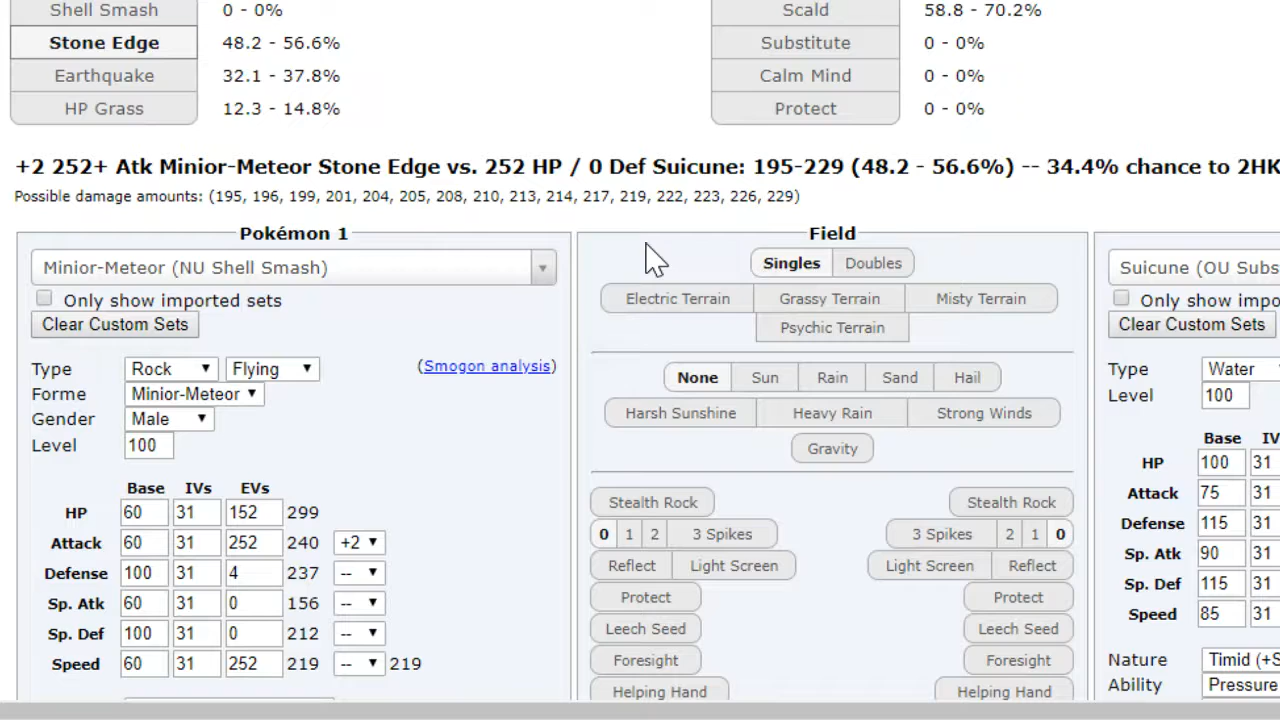 Shell Smash 0 - 0% Scald 58.8 - 70.2%
Stone Edge 48.2 - 56.6% Substitute 0 - 0%
Earthquake 32.1 - 37.8% Calm Mind 0 - 0%
HP Grass 12.3 - 14.8% Protect 0 - 0%
+2 252+ Atk Minior-Meteor Stone Edge vs. 252 HP / 0 Def Suicune: 195-229 (48.2 - 56.6%) -- 34.4% chance to 2HK
Possible damage amounts: (195, 196, 199, 201, 204, 205, 208, 210, 213, 214, 217, 219, 222, 223, 226, 229)
Pokémon 1
Minior-Meteor (NU Shell Smash)
Only show imported sets
Clear Custom Sets
Type Rock Flying (Smogon analysis)
Forme Minior-Meteor
Gender Male
Level 100
Base IVs EVs
HP 60 31 152 299
Attack 60 31 252 240 +2
Defense 100 31 4 237 --
Sp. Atk 60 31 0 156 --
Sp. Def 100 31 0 212 --
Speed 60 31 252 219 -- 219
Field
Singles Doubles
Electric Terrain Grassy Terrain Misty Terrain
Psychic Terrain
None Sun Rain Sand Hail
Harsh Sunshine Heavy Rain Strong Winds
Gravity
Stealth Rock Stealth Rock
0 1 2 3 Spikes 3 Spikes 2 1 0
Reflect Light Screen Light Screen Reflect
Protect Protect
Leech Seed Leech Seed
Foresight Foresight
Helping Hand Helping Hand
Suicune (OU Subs
Only show impo
Clear Custom Sets
Type Water
Level 100
Base IV
HP 100 31
Attack 75 31
Defense 115 31
Sp. Atk 90 31
Sp. Def 115 31
Speed 85 31
Nature Timid (+S
Ability Pressure